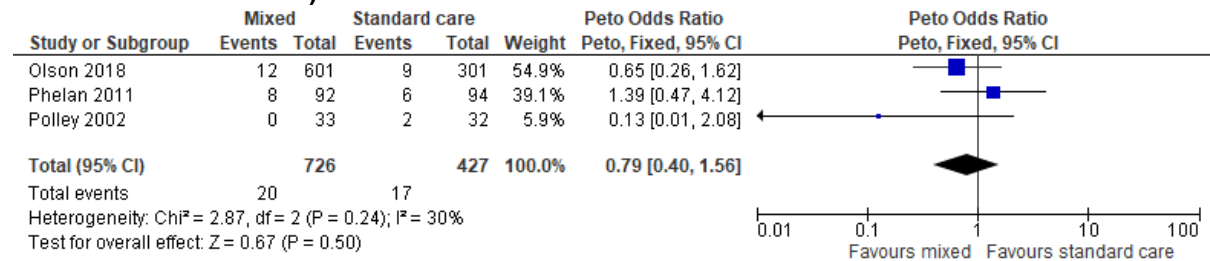 Mixed Standard care Peto Odds Ratio Peto Odds Ratio
Study or Subgroup Events Total Events Total Weight Peto, Fixed, 95% CI Peto, Fixed, 95% CI
Olson 2018 12 601 9 301 54.9% 0.65 [0.26, 1.62]
Phelan 2011 8 92 6 94 39.1% 1.39 [0.47, 4.12]
Polley 2002 0 33 2 32 5.9% 0.13 [0.01, 2.08]
Total (95% CI) 726 427 100.0% 0.79 [0.40, 1.56]
Total events 20 17
Heterogeneity: Chi² = 2.87, df = 2 (P = 0.24); I² = 30%
Test for overall effect: Z = 0.67 (P = 0.50)
0.01 0.1 1 10 100
Favours mixed Favours standard care